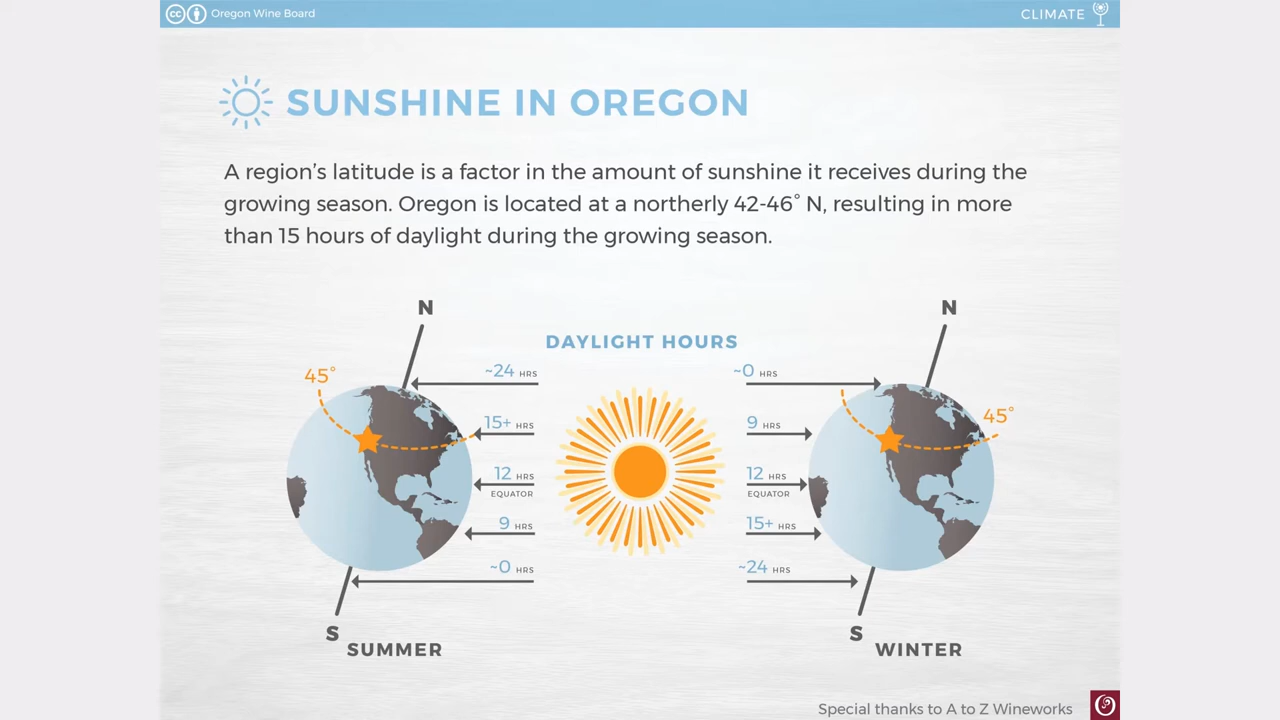 Oregon Wine Board
CLIMATE
SUNSHINE IN OREGON
A region's latitude is a factor in the amount of sunshine it receives during the
growing season. Oregon is located at a northerly 42-46° N, resulting in more
than 15 hours of daylight during the growing season.
N
45°
~24 HRS
15+ HRS
12 HRS
EQUATOR
9 HRS
~0 HRS
S
SUMMER
DAYLIGHT HOURS
N
~0 HRS
45°
9 HRS
12 HRS
EQUATOR
15+ HRS
~24 HRS
S
WINTER
Special thanks to A to Z Wineworks